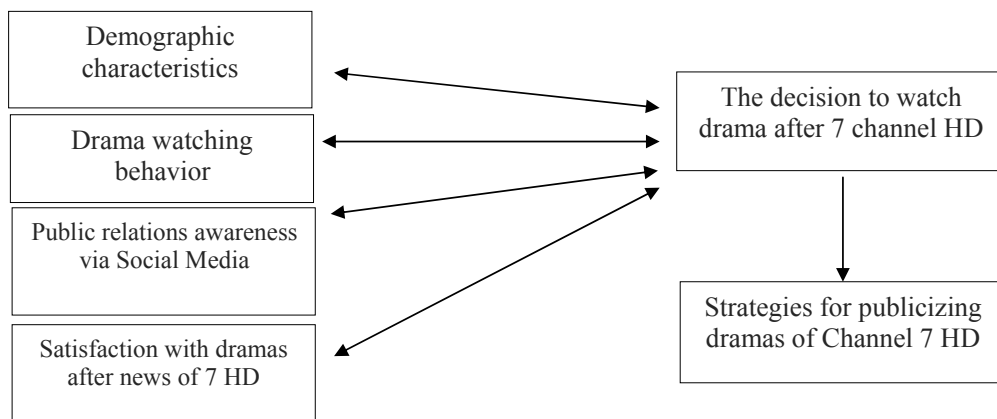 Demographic
characteristics
Drama watching
behavior
Public relations awareness
via Social Media
Satisfaction with dramas
after news of 7 HD
The decision to watch
drama after 7 channel HD
Strategies for publicizing
dramas of Channel 7 HD